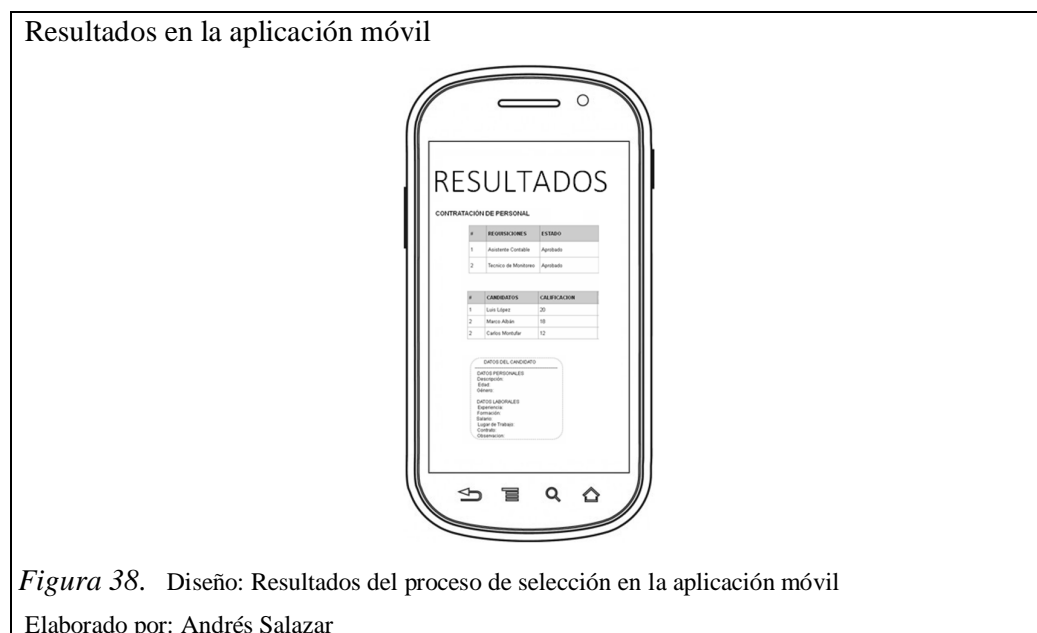 Resultados en la aplicación móvil
RESULTADOS
CONTRATACIÓN DE PERSONAL
# REQUISICIONES ESTADO
1 Asistente Contable Aprobado
2 Tecnico de Monitoreo Aprobado
# CANDIDATOS CALIFICACION
1 Luis López 20
2 Marco Albán 18
2 Carlos Montufar 12
DATOS DEL CANDIDATO
DATOS PERSONALES
Descripción:
Edad:
Género:
DATOS LABORALES
Experiencia:
Formación:
Salario:
Lugar de Trabajo:
Contrato:
Observacion:
Figura 38. Diseño: Resultados del proceso de selección en la aplicación móvil
Elaborado por: Andrés Salazar